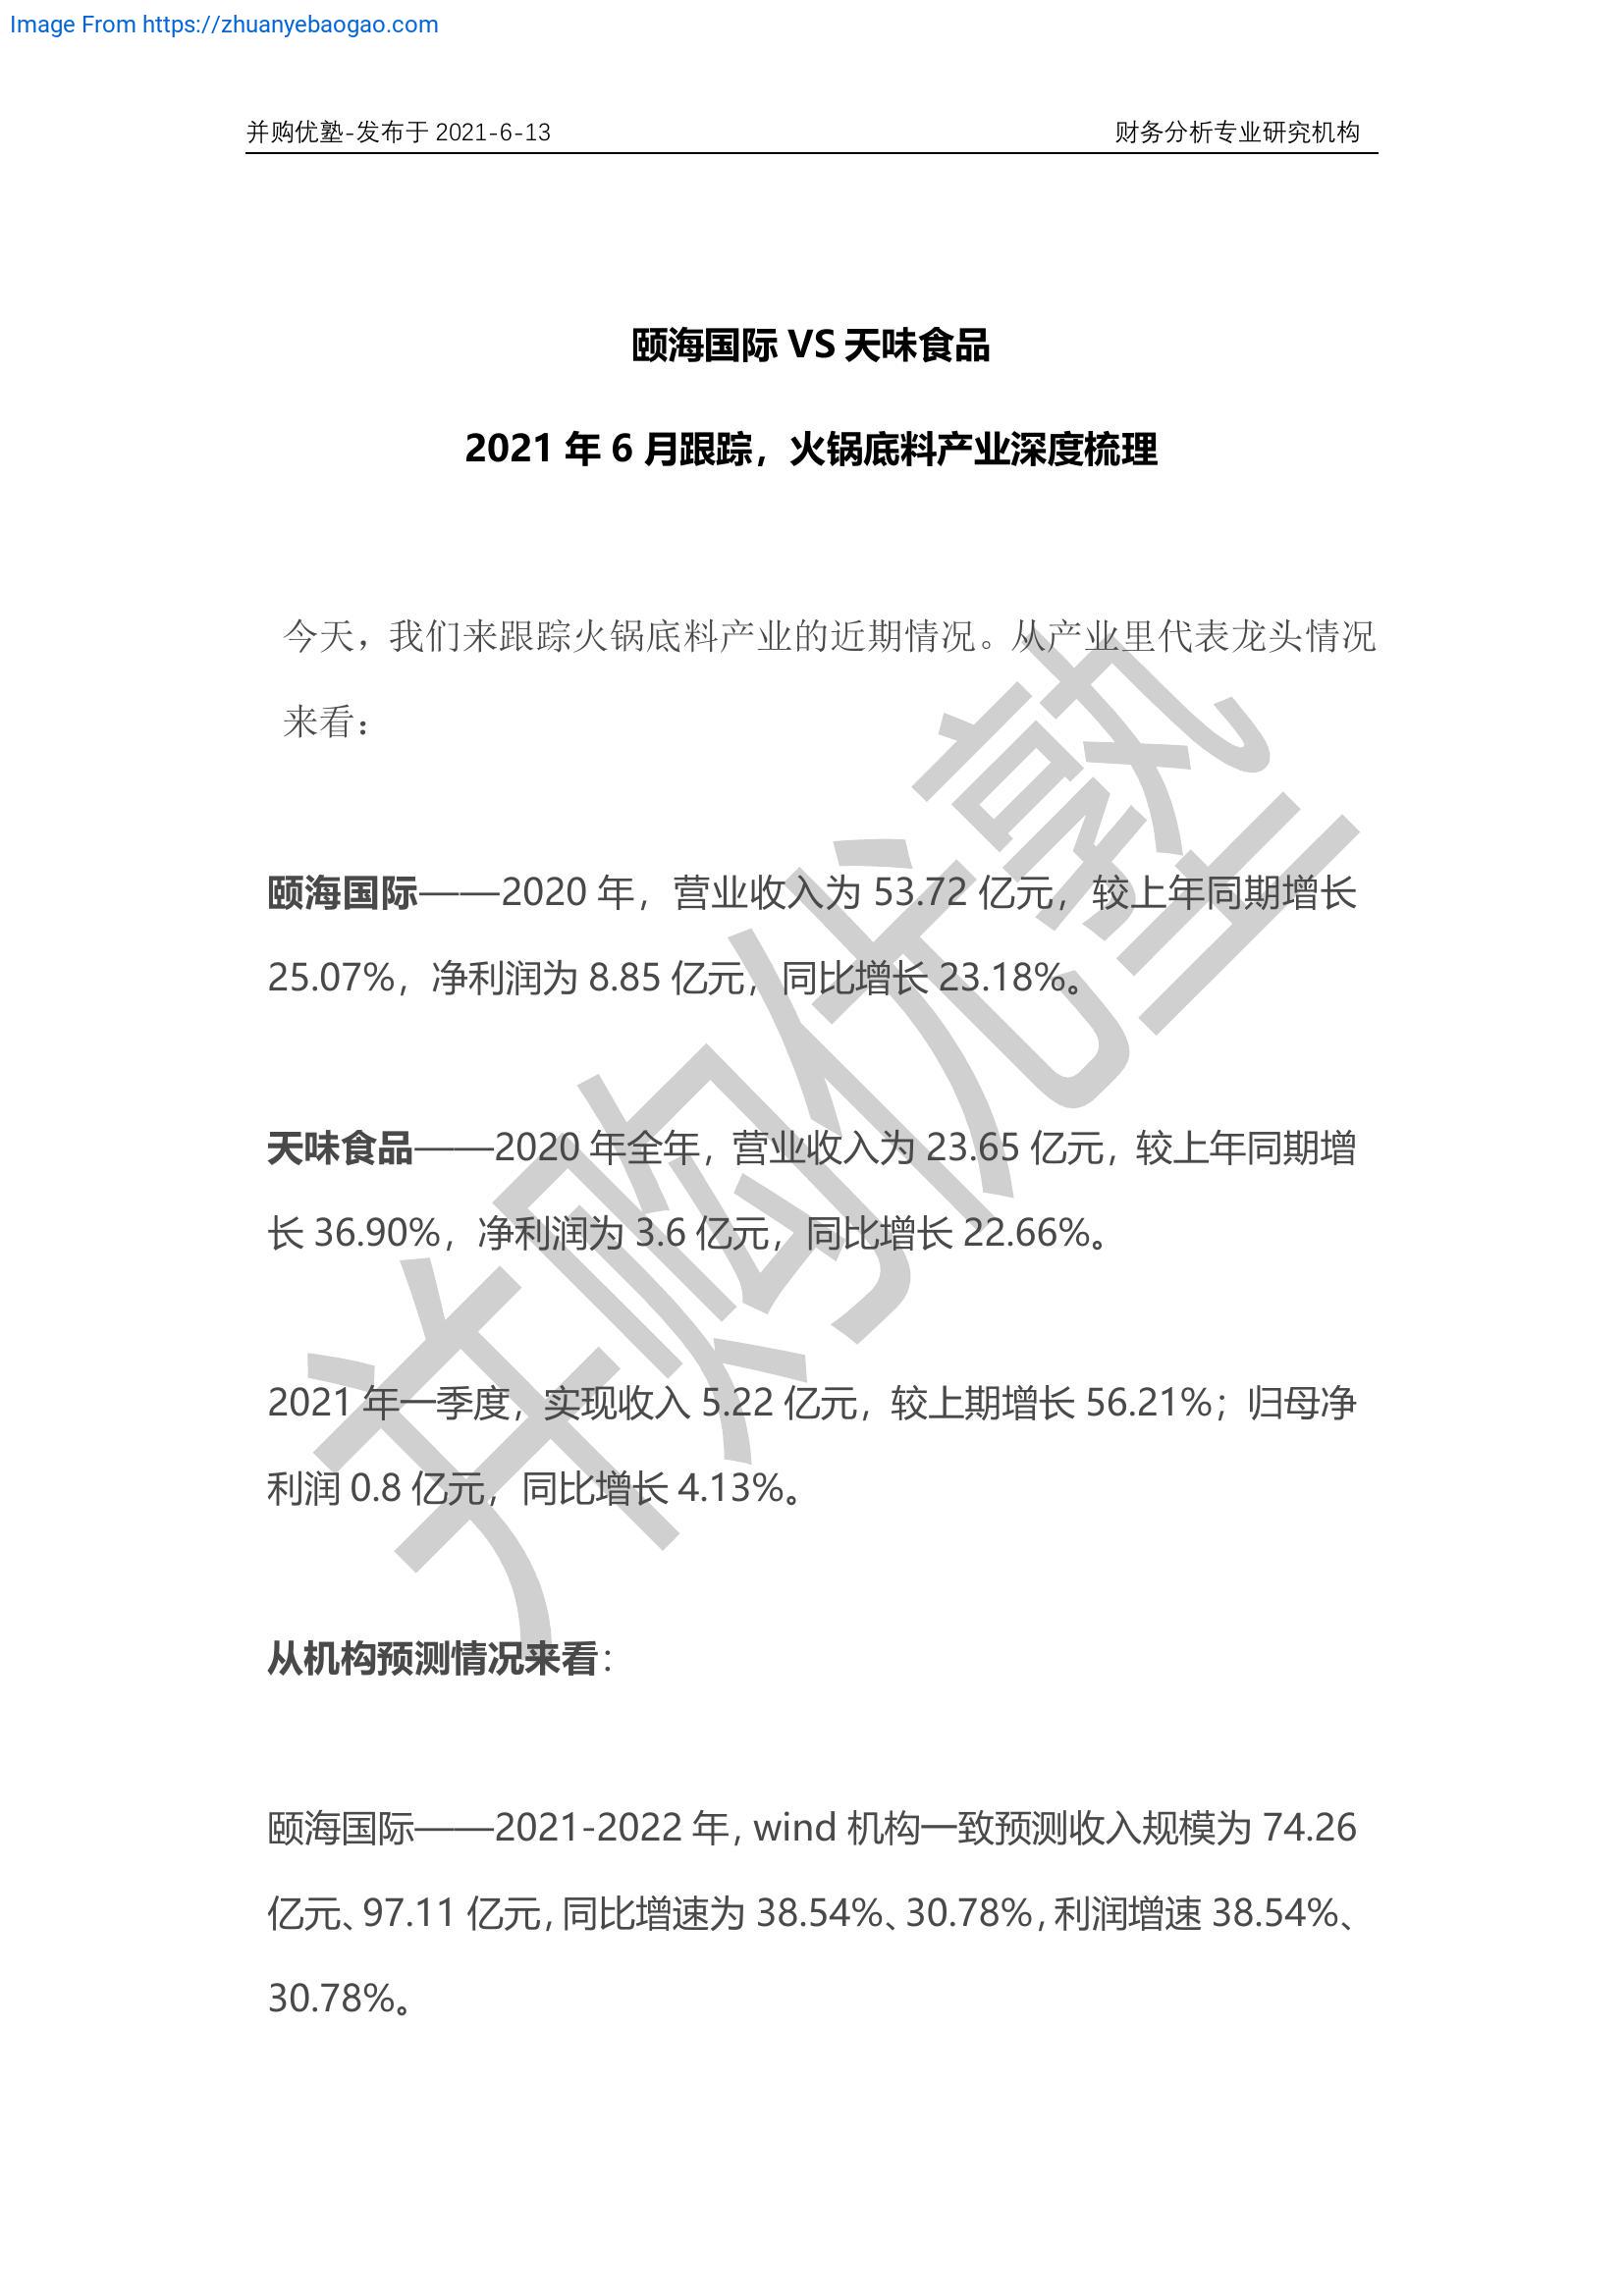 Image From https://zhuanyebaogao.com
并购优塾-发布于 2021-6-13 财务分析专业研究机构
颐海国际 VS 天味食品
2021 年 6 月跟踪，火锅底料产业深度梳理
今天，我们来跟踪火锅底料产业的近期情况。从产业里代表龙头情况
来看：
颐海国际——2020 年，营业收入为 53.72 亿元，较上年同期增长
25.07%，净利润为 8.85 亿元，同比增长 23.18%。
天味食品——2020 年全年，营业收入为 23.65 亿元，较上年同期增
长 36.90%，净利润为 3.6 亿元，同比增长 22.66%。
2021 年一季度，实现收入 5.22 亿元，较上期增长 56.21%；归母净
利润 0.8 亿元，同比增长 4.13%。
从机构预测情况来看：
颐海国际——2021-2022 年，wind 机构一致预测收入规模为 74.26
亿元、97.11 亿元，同比增速为 38.54%、30.78%，利润增速 38.54%、
30.78%。
并购优塾